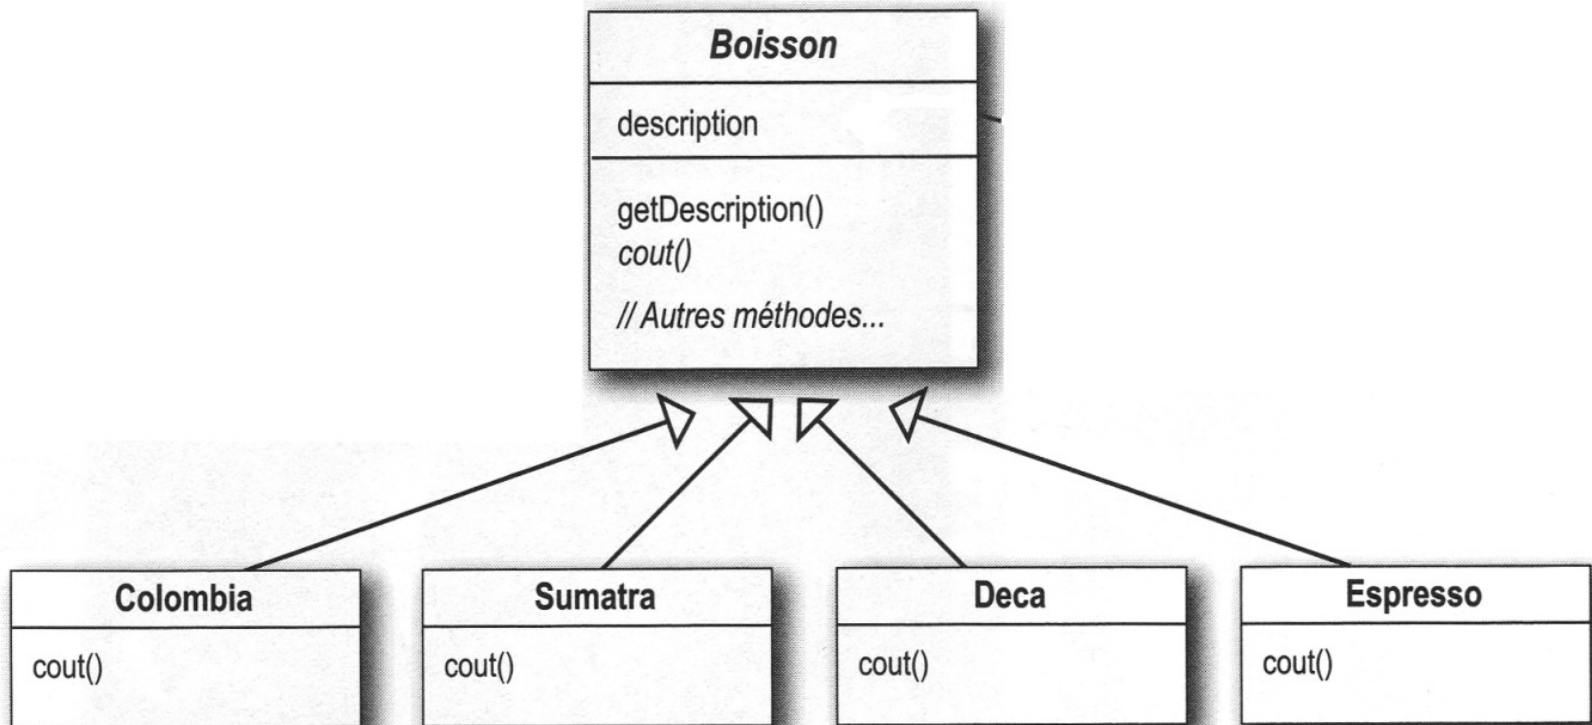 Boisson
description
getDescription()
cout()
// Autres méthodes...
Colombia
cout()
Sumatra
cout()
Deca
cout()
Espresso
cout()